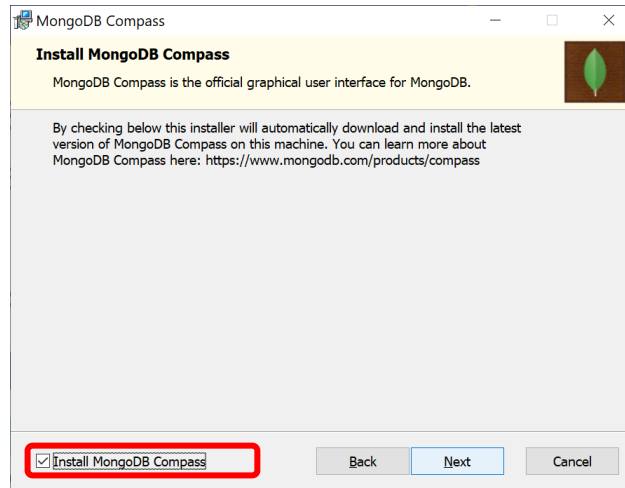 MongoDB Compass
Install MongoDB Compass
MongoDB Compass is the official graphical user interface for MongoDB.
By checking below this installer will automatically download and install the latest
version of MongoDB Compass on this machine. You can learn more about
MongoDB Compass here: https://www.mongodb.com/products/compass
Install MongoDB Compass
Back
Next
Cancel